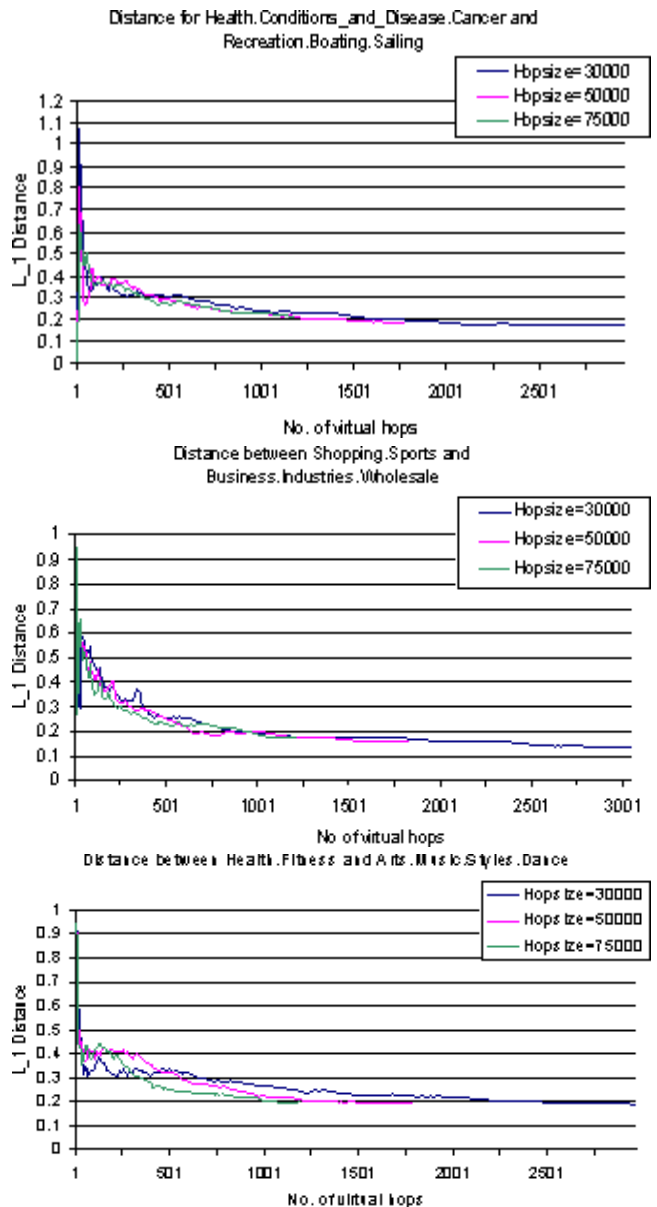 Distance for Health.Conditions_and_Disease.Cancer and
Recreation.Boating.Sailing
Hopsize=30000
Hopsize=50000
Hopsize=75000
L_1 Distance
1.2
1.1
1
0.9
0.8
0.7
0.6
0.5
0.4
0.3
0.2
0.1
0
1
501
1001
1501
2001
2501
No. of virtual hops
Distance between Shopping.Sports and
Business.Industries.Wholesale
Hopsize=30000
Hopsize=50000
Hopsize=75000
L_1 Distance
1
0.9
0.8
0.7
0.6
0.5
0.4
0.3
0.2
0.1
0
1
501
1001
1501
2001
2501
3001
No of virtual hops
Distance between Health.Fitness and Arts.Music.Styles.Dance
Hopsize=30000
Hopsize=50000
Hopsize=75000
L_1 Distance
1
0.9
0.8
0.7
0.6
0.5
0.4
0.3
0.2
0.1
0
1
501
1001
1501
2001
2501
No. of virtual hops